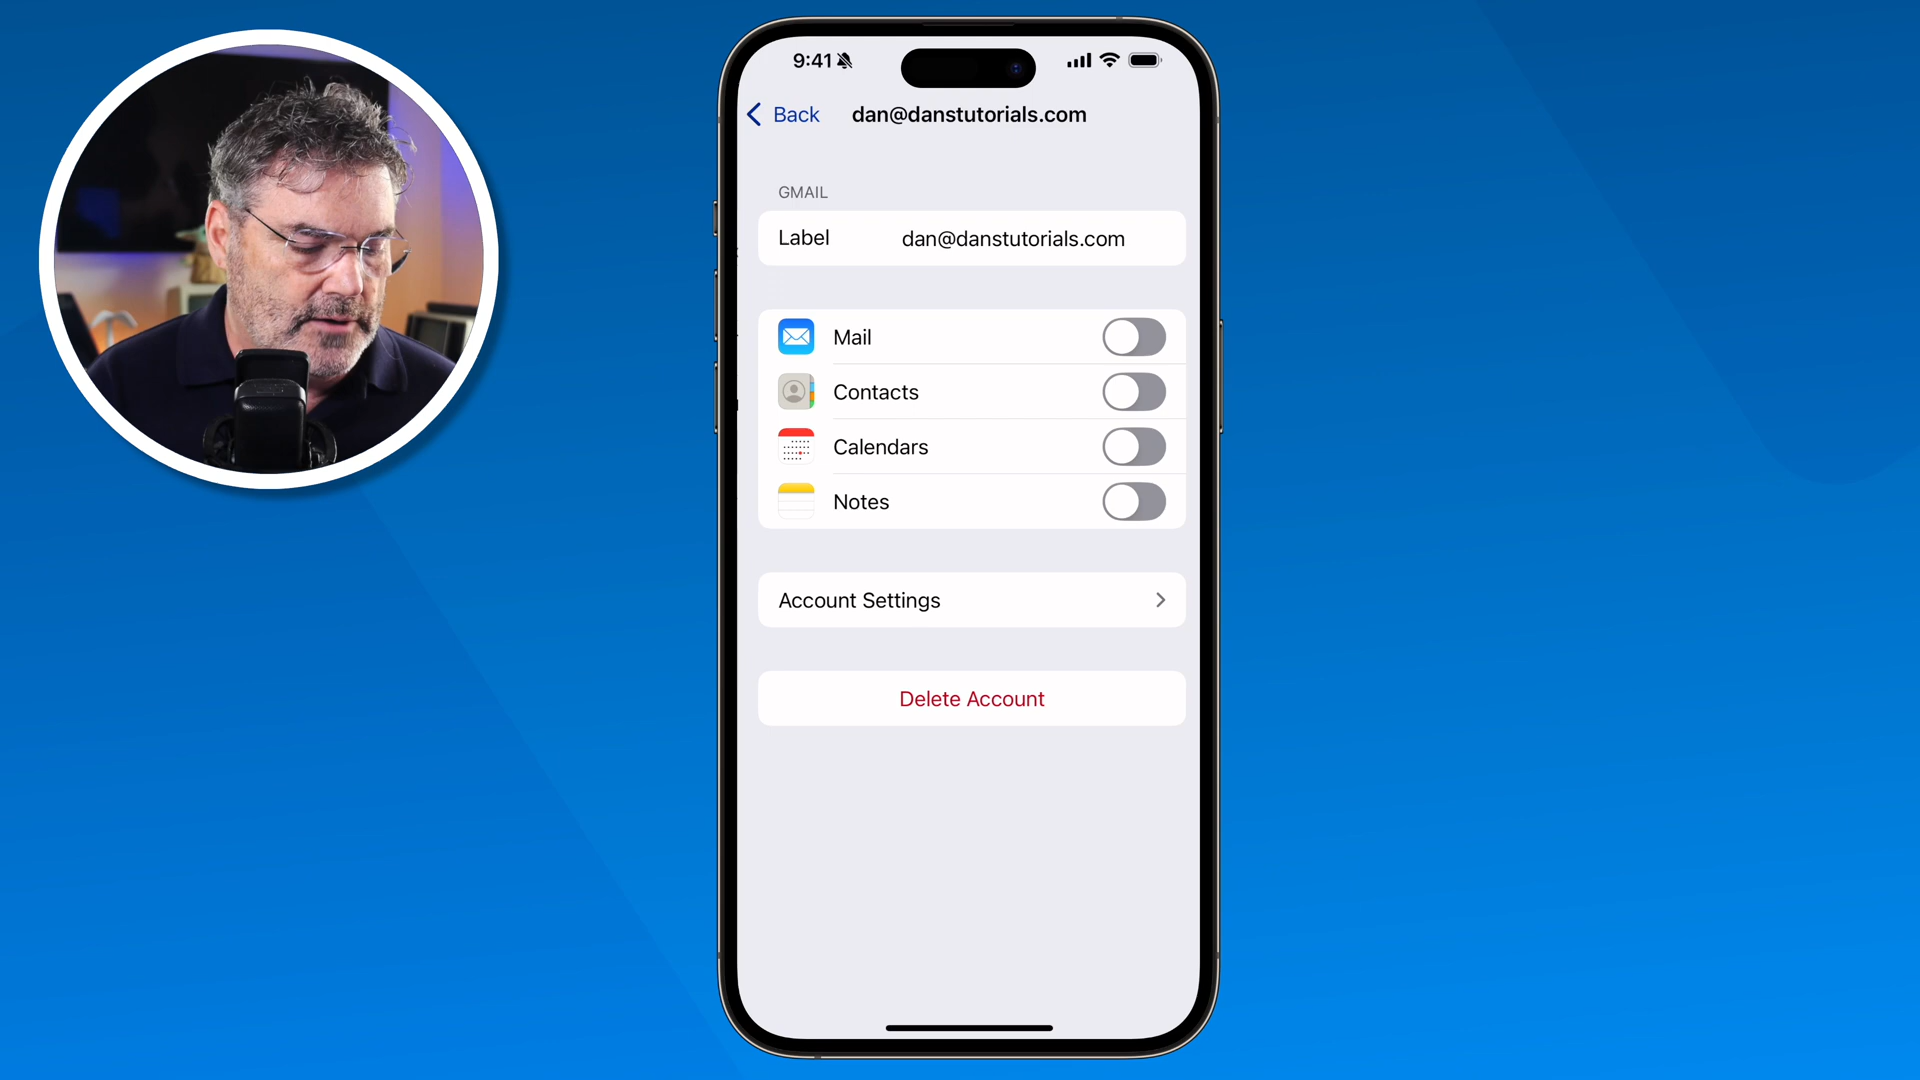 9:41
Back
dan@danstutorials.com
GMAIL
Label dan@danstutorials.com
Mail
Contacts
Calendars
Notes
Account Settings
Delete Account